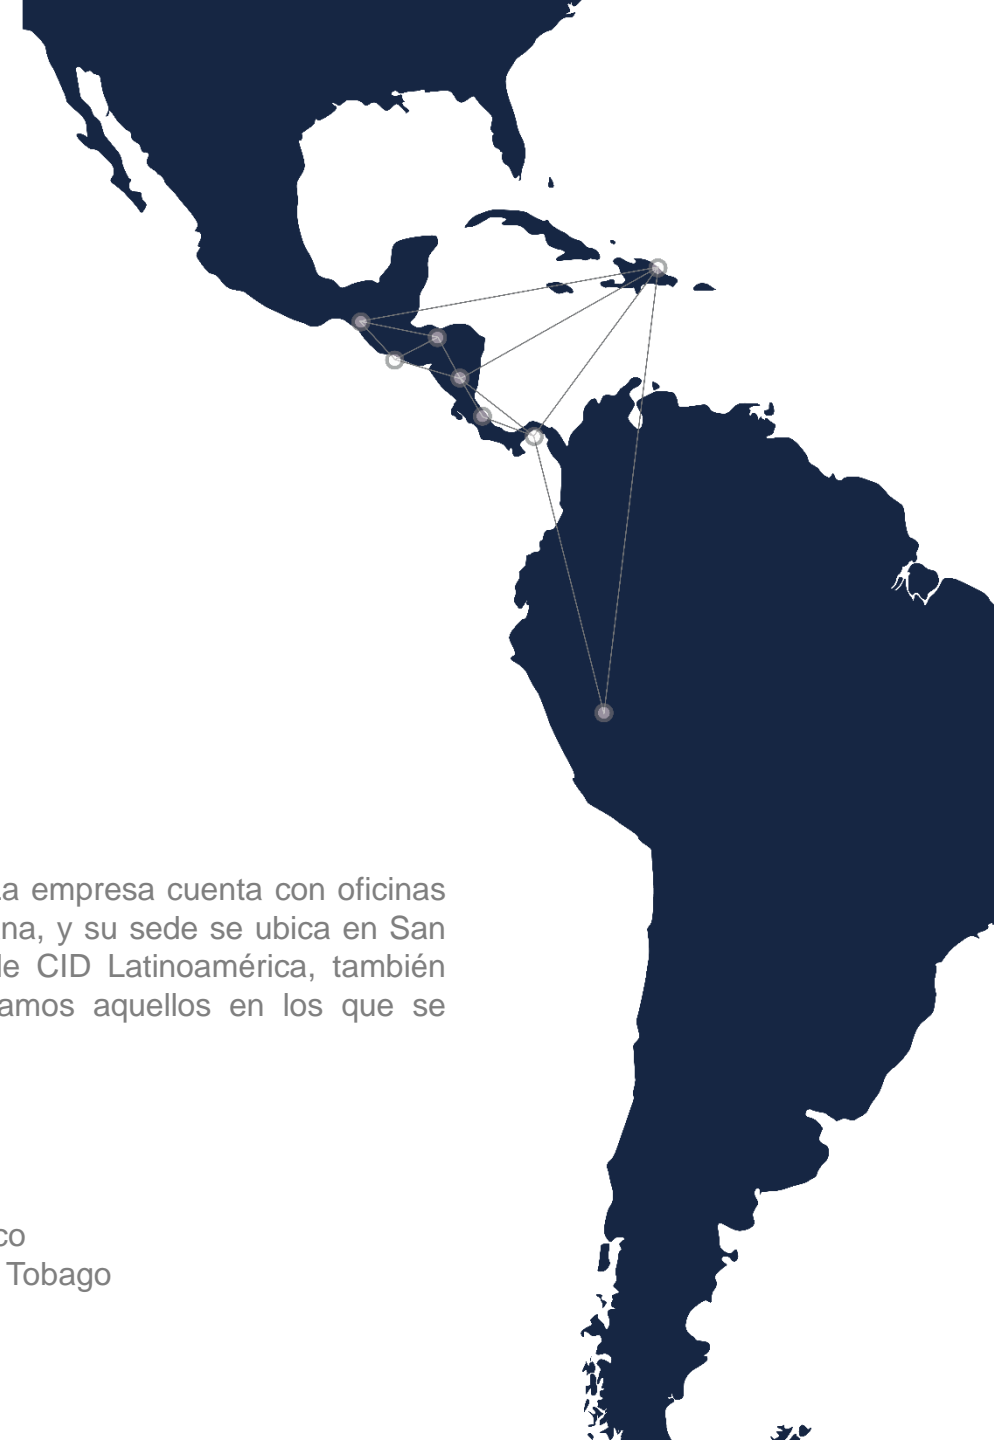 La empresa cuenta con oficinas
na, y su sede se ubica en San
de CID Latinoamérica, también
amos aquellos en los que se
co
Tobago